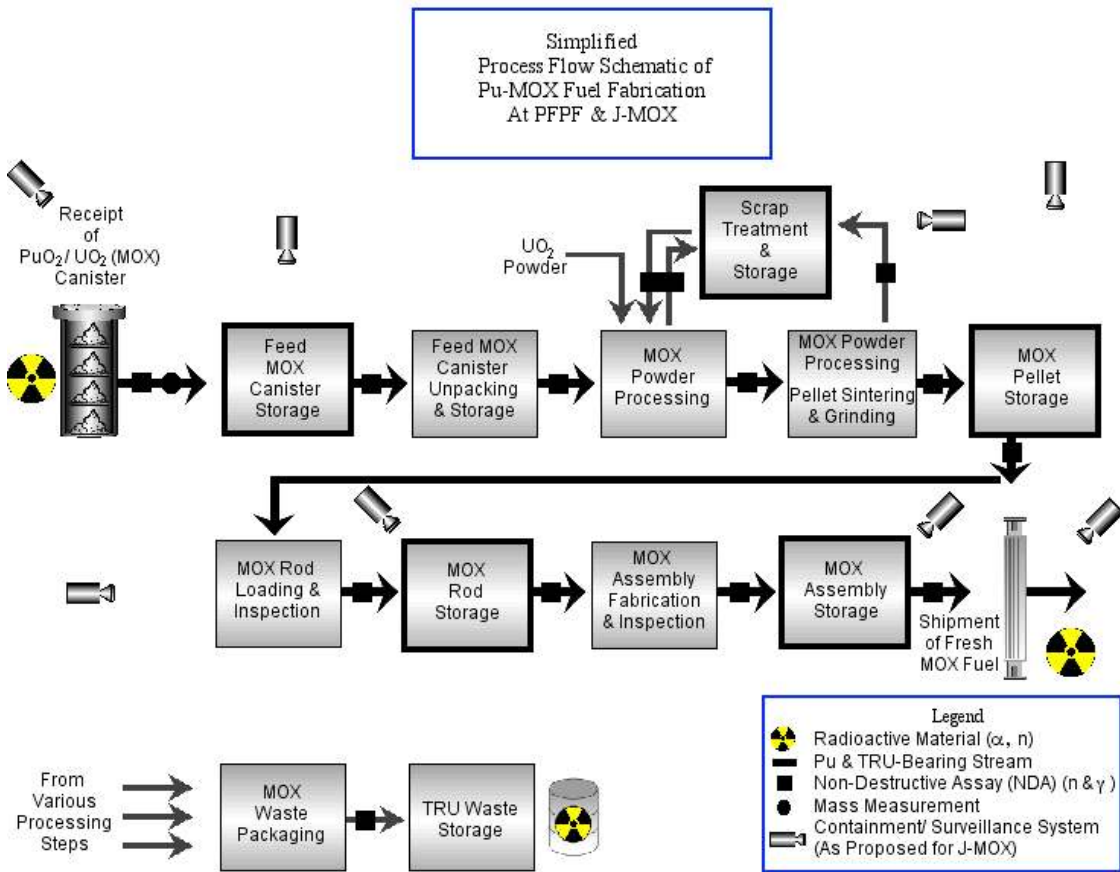 Simplified
Process Flow Schematic of
Pu-MOX Fuel Fabrication
At PFPF & J-MOX
Receipt
of
PuO₂/ UO₂ (MOX)
Canister
UO₂
Powder
Scrap
Treatment
&
Storage
Feed
MOX
Canister
Storage
Feed MOX
Canister
Unpacking
& Storage
MOX
Powder
Processing
MOX Powder
Processing
Pellet Sintering
& Grinding
MOX
Pellet
Storage
MOX Rod
Loading &
Inspection
MOX
Rod
Storage
MOX
Assembly
Fabrication
& Inspection
MOX
Assembly
Storage
Shipment
of Fresh
MOX Fuel
From
Various
Processing
Steps
MOX
Waste
Packaging
TRU Waste
Storage
Legend
Radioactive Material (α, n)
Pu & TRU-Bearing Stream
Non-Destructive Assay (NDA) (n & γ )
Mass Measurement
Containment/ Surveillance System
(As Proposed for J-MOX)